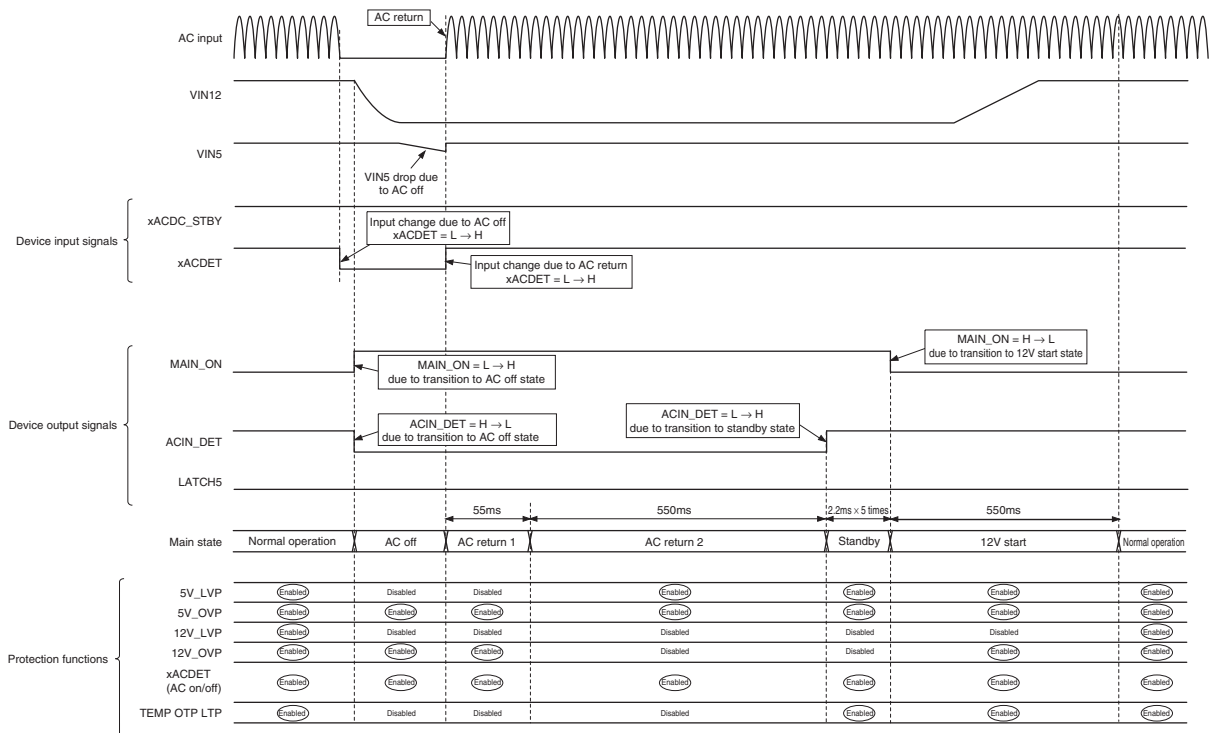 AC return
AC input
VIN12
VIN5
VIN5 drop due
to AC off
Device input signals
xACDC_STBY
Input change due to AC off
xACDET = L → H
xACDET
Input change due to AC return
xACDET = L → H
Device output signals
MAIN_ON
MAIN_ON = L → H
due to transition to AC off state
MAIN_ON = H → L
due to transition to 12V start state
ACIN_DET
ACIN_DET = H → L
due to transition to AC off state
ACIN_DET = L → H
due to transition to standby state
LATCH5
55ms 550ms 2.2ms × 5 times 550ms
Main state Normal operation AC off AC return 1 AC return 2 Standby 12V start Normal operation
Protection functions
5V_LVP Enabled Disabled Disabled Enabled Enabled Enabled Enabled
5V_OVP Enabled Enabled Enabled Enabled Enabled Enabled Enabled
12V_LVP Enabled Disabled Disabled Disabled Disabled Disabled Enabled
12V_OVP Enabled Enabled Enabled Disabled Disabled Enabled Enabled
xACDET
(AC on/off) Enabled Enabled Enabled Enabled Enabled Enabled Enabled
TEMP OTP LTP Enabled Disabled Disabled Disabled Enabled Enabled Enabled